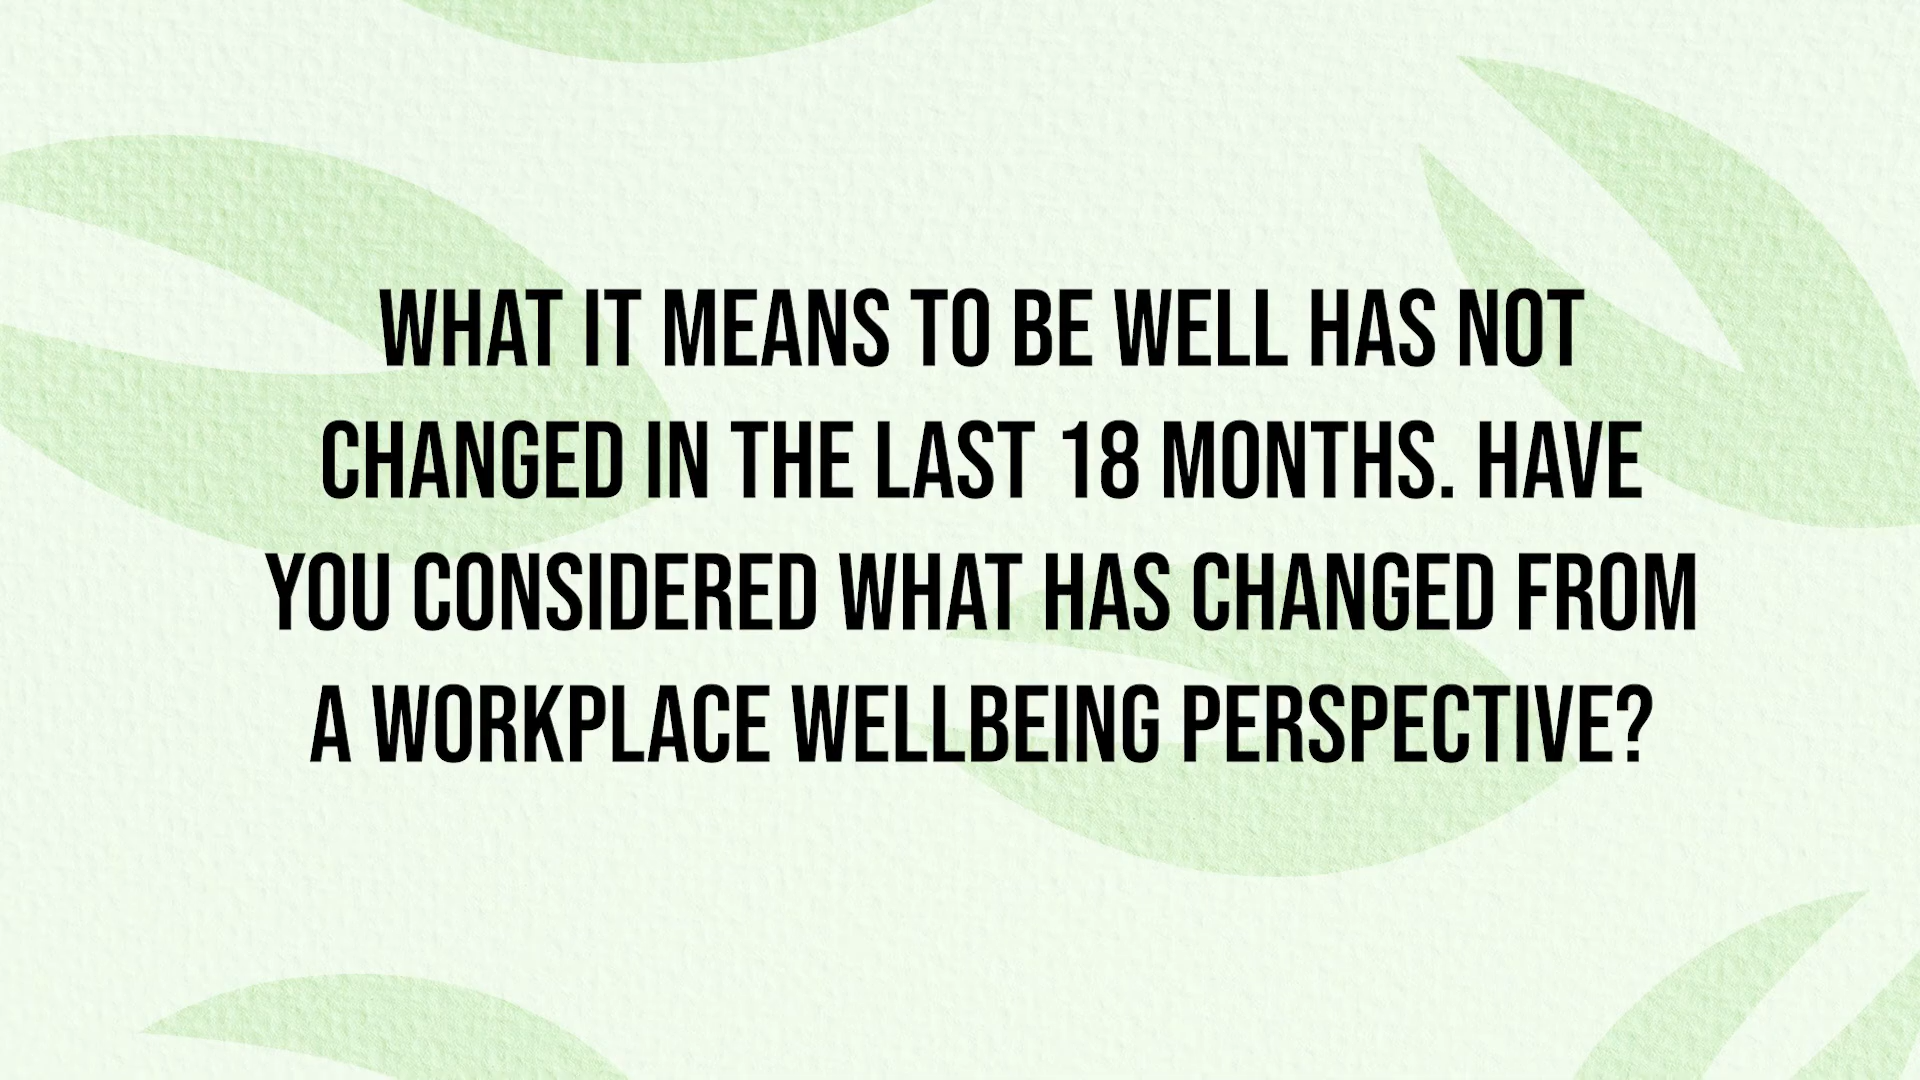 WHAT IT MEANS TO BE WELL HAS NOT
CHANGED IN THE LAST 18 MONTHS. HAVE
YOU CONSIDERED WHAT HAS CHANGED FROM
A WORKPLACE WELLBEING PERSPECTIVE?